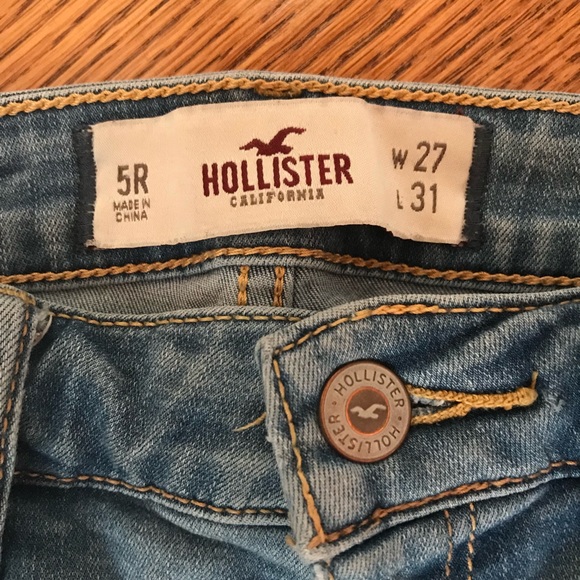 5R
MADE IN
CHINA
HOLLISTER
CALIFORNIA
W 27
L 31
HOLLISTER · HOLLISTER ·